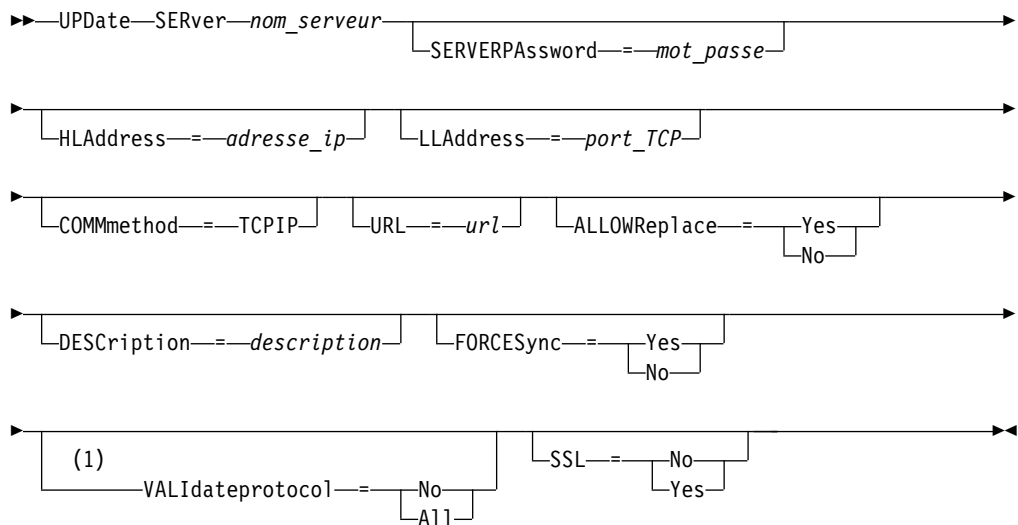 UPDate SERver nom_serveur
SERVERPAssword = mot_passe
HLAddress = adresse_ip LLAddress = port_TCP
COMMmethod = TCPIP URL = url ALLOWReplace = Yes
No
DESCription = description FORCESync = Yes
No
(1)
VALIdateprotocol = No
All
SSL = No
Yes